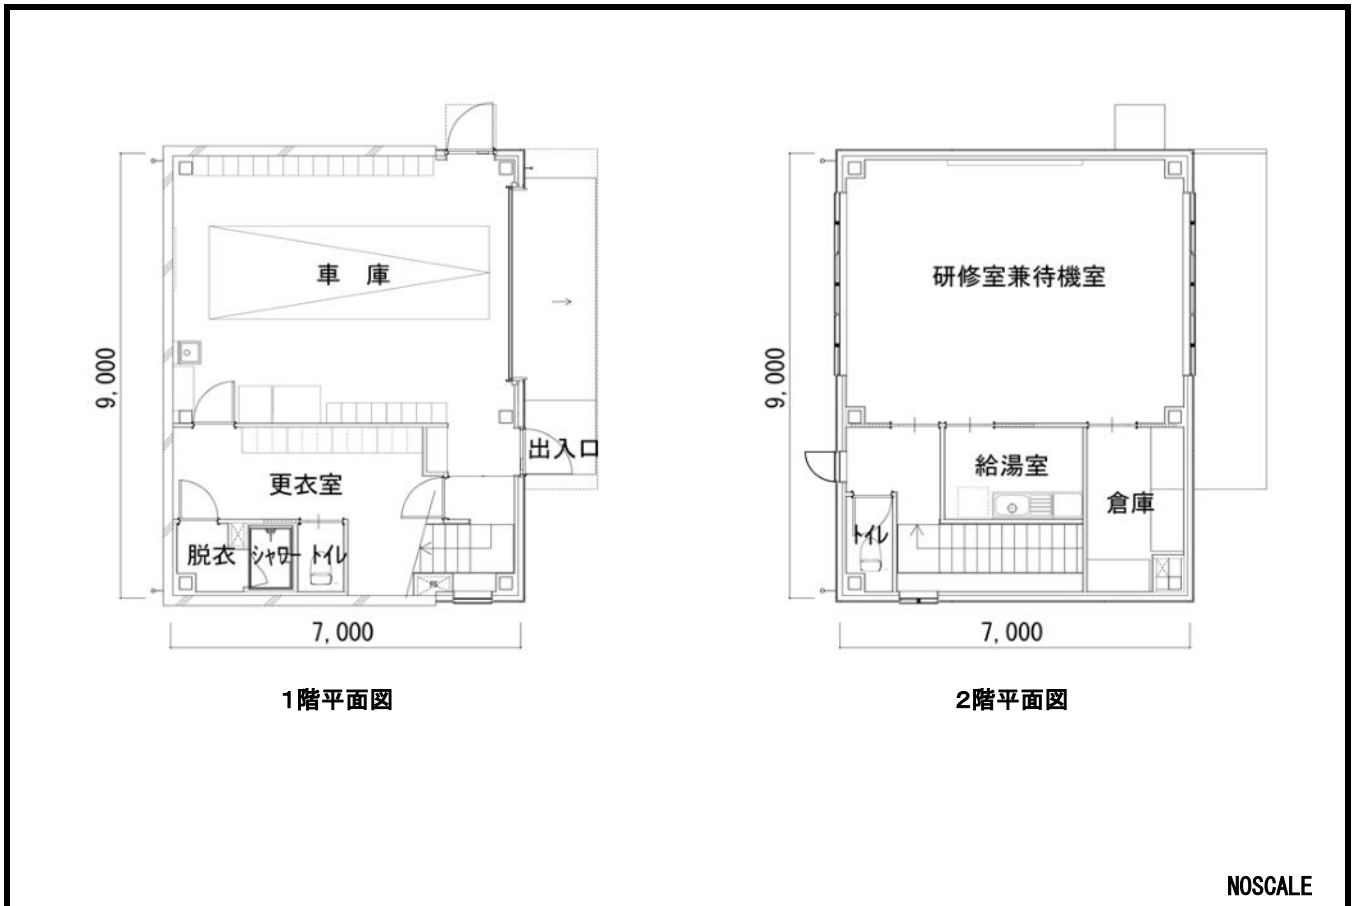 車　庫
9,000
出入口
更衣室
脱衣
シャワー
トイレ
PS
7,000
1階平面図
研修室兼待機室
9,000
給湯室
倉庫
トイレ
7,000
2階平面図
NOSCALE